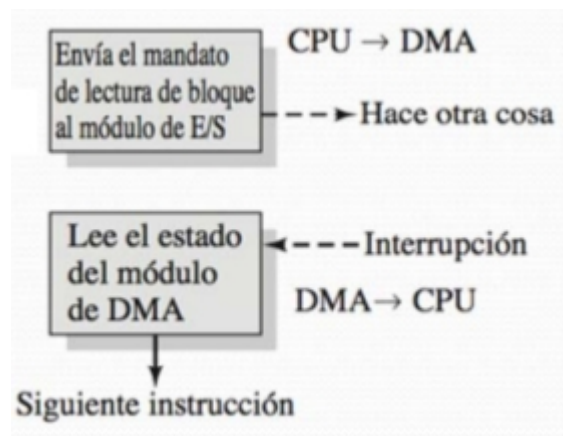 Envía el mandato
de lectura de bloque
al módulo de E/S
CPU → DMA
Hace otra cosa
Lee el estado
del módulo
de DMA
Interrupción
DMA→ CPU
Siguiente instrucción